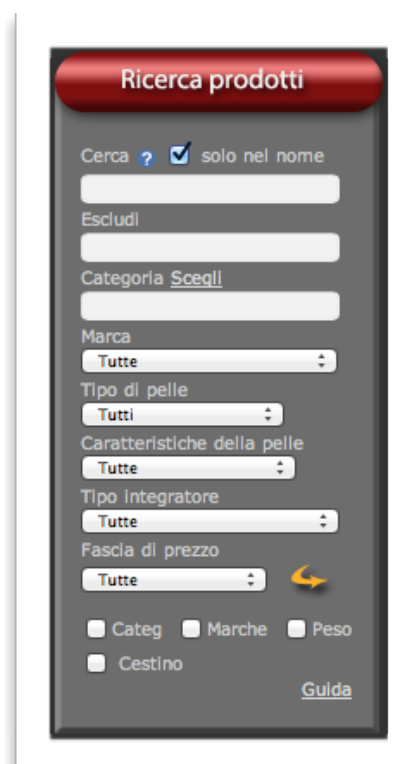 Ricerca prodotti
Cerca ? solo nel nome
Escludi
Categoria Scegli
Marca
Tutte
Tipo di pelle
Tutti
Caratteristiche della pelle
Tutte
Tipo integratore
Tutte
Fascia di prezzo
Tutte
Categ Marche Peso
Cestino
Guida